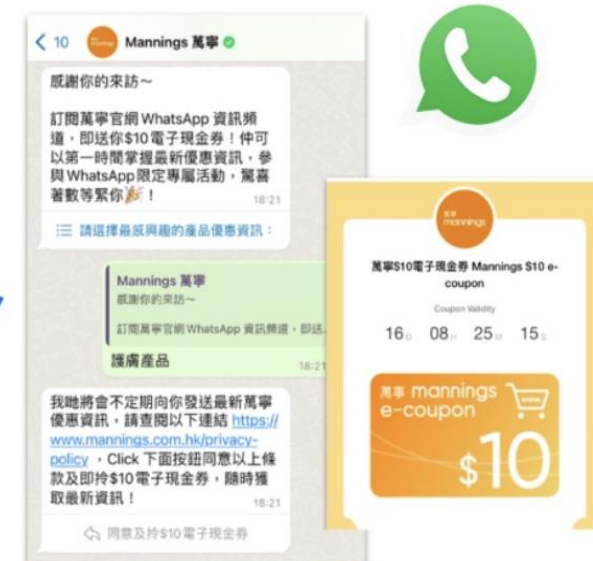 10
Mannings 萬寧
感謝你的來訪～
訂閱萬寧官網 WhatsApp 資訊頻
道，即送你$10電子現金券！仲可
以第一時間掌握最新優惠資訊，參
與 WhatsApp限定專屬活動，驚喜
著數等緊你🎉！
18:21
請選擇最感興趣的產品優惠資訊：
Mannings 萬寧
感謝你的來訪～
訂閱萬寧官網 WhatsApp 資訊頻道，即送...
護膚產品
18:21
我哋將會不定期向你發送最新萬寧
優惠資訊，請查閱以下連結 https://
www.mannings.com.hk/privacy-
policy ，Click 下面按鈕同意以上條
款及即拎$10電子現金券，隨時獲
取最新資訊！
18:21
同意及拎$10電子現金券
萬寧
mannings
萬寧$10電子現金券 Mannings $10 e-
coupon
Coupon Validity
16 D 08 H 25 M 15 S
萬寧 mannings
e-coupon
$10